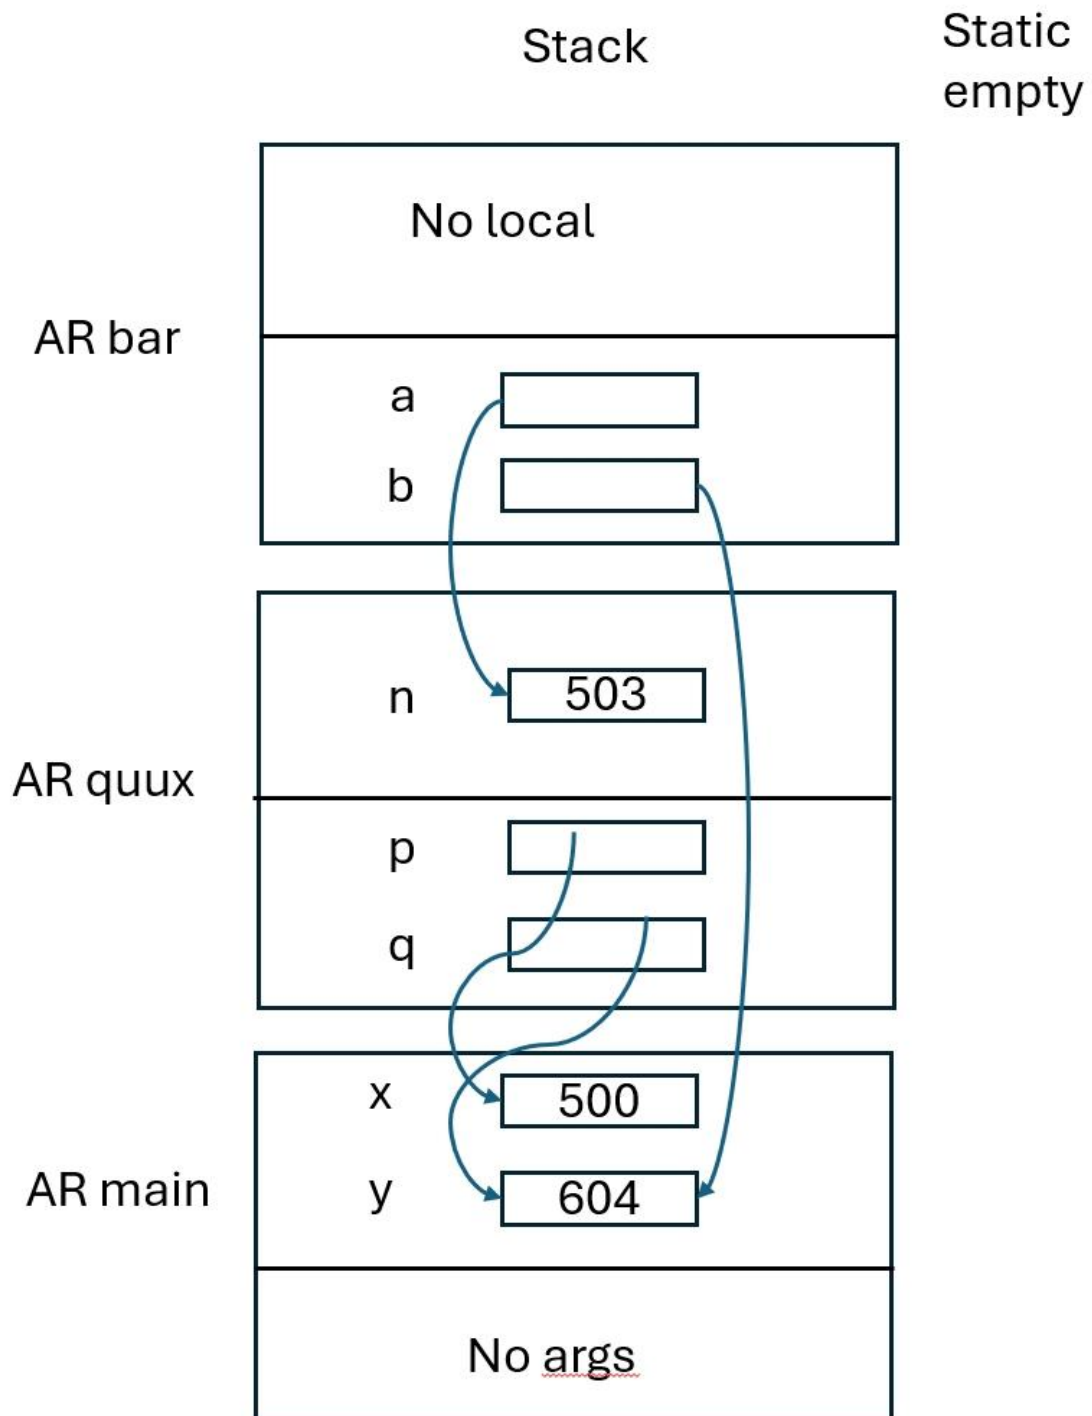 Stack
Static
empty
No local
AR bar
a
b
n 503
AR quux
p
q
x 500
AR main
y 604
No args